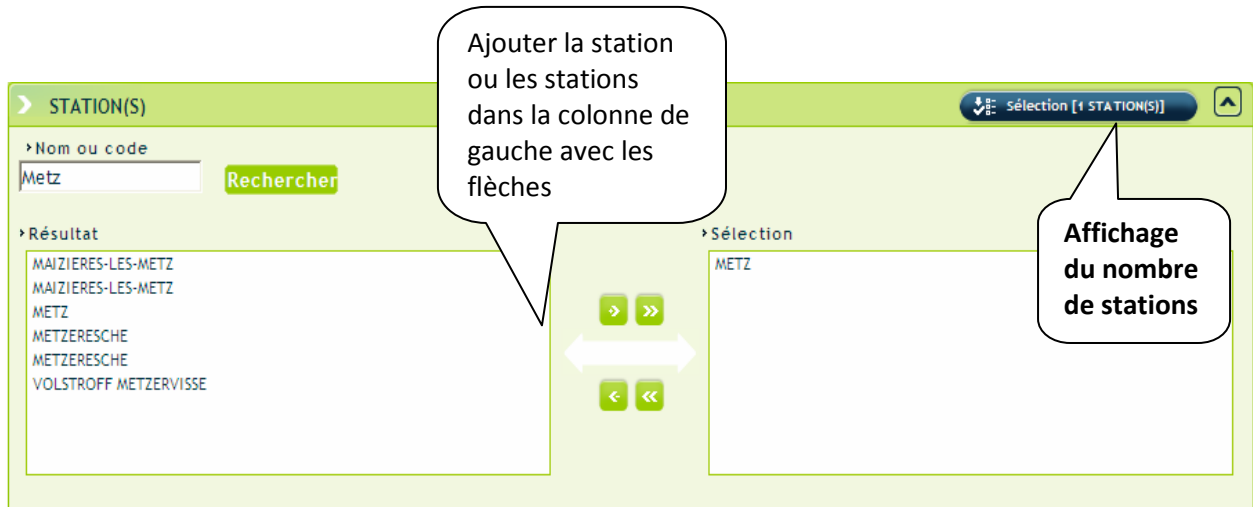 Ajouter la station
ou les stations
dans la colonne de
gauche avec les
flèches
STATION(S)
Sélection [1 STATION(S)]
Nom ou code
Metz
Rechercher
Affichage
du nombre
de stations
Résultat
MAIZIERES-LES-METZ
MAIZIERES-LES-METZ
METZ
METZERESCHE
METZERESCHE
VOLSTROFF METZERVISSE
Sélection
METZ